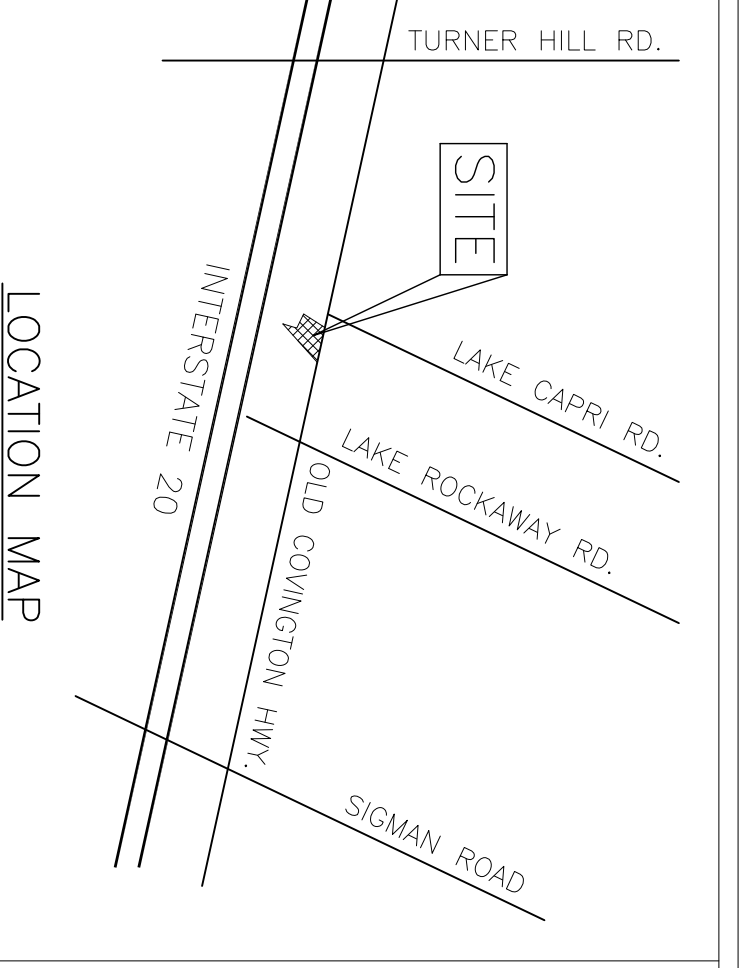 TURNER HILL RD.
SITE
LAKE CAPRI RD.
LAKE ROCKAWAY RD.
INTERSTATE 20
OLD COVINGTON HWY.
SIGMAN ROAD
LOCATION MAP